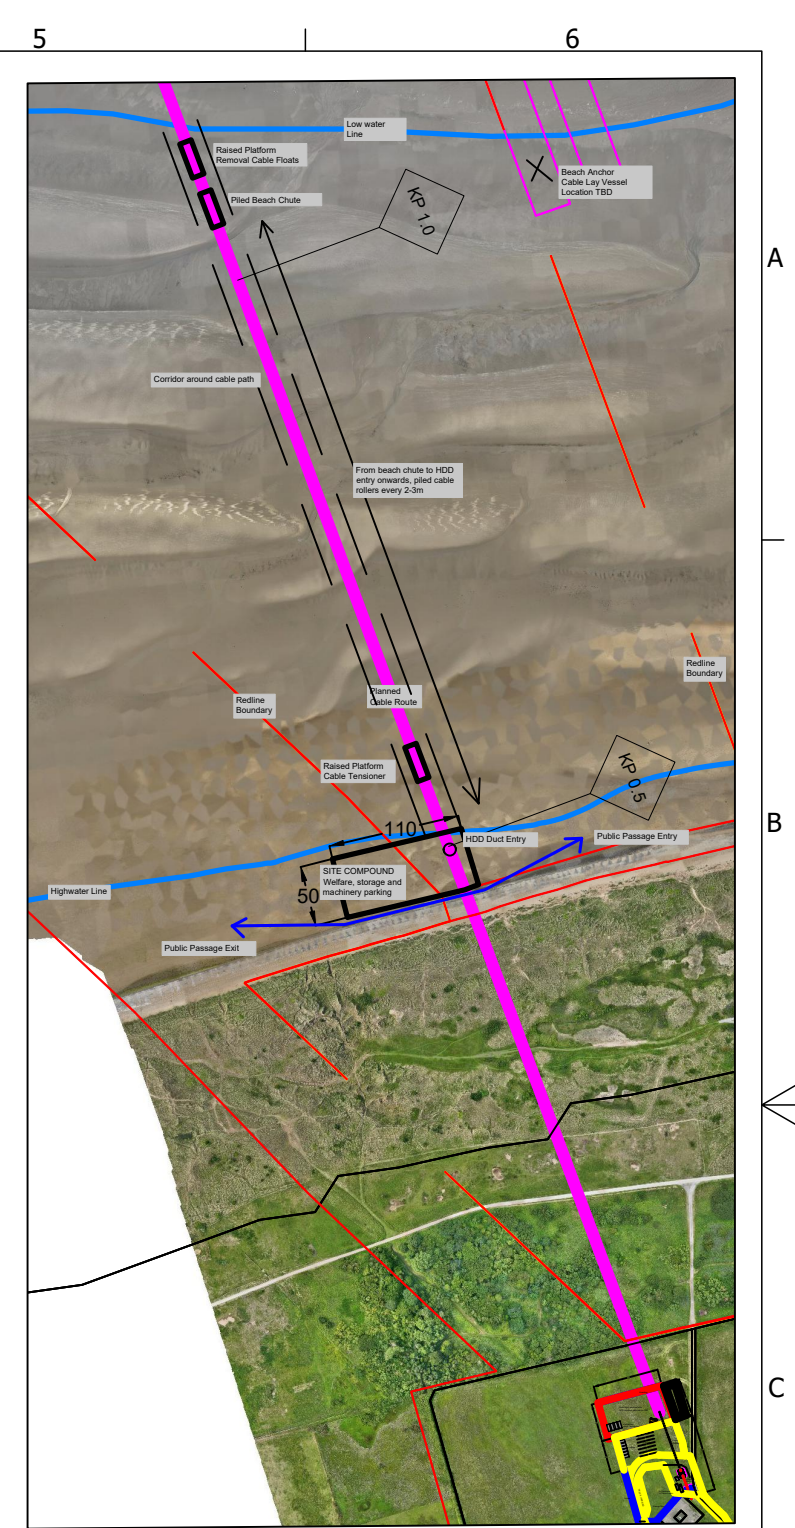 5
6
Low water
Line
Raised Platform
Removal Cable Floats
Beach Anchor
Cable Lay Vessel
Location TBD
Piled Beach Chute
KP 1.0
A
Corridor around cable path
From beach chute to HDD
entry onwards, piled cable
rollers every 2-3m
Redline
Boundary
Planned
Cable Route
Redline
Boundary
Raised Platform
Cable Tensioner
KP 0.5
B
110
HDD Duct Entry
Public Passage Entry
SITE COMPOUND
Welfare, storage and
machinery parking
50
Highwater Line
Public Passage Exit
C